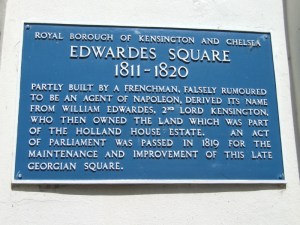 ROYAL BOROUGH OF KENSINGTON AND CHELSEA
EDWARDES SQUARE
1811-1820
PARTLY BUILT BY A FRENCHMAN, FALSELY RUMOURED
TO BE AN AGENT OF NAPOLEON, DERIVED ITS NAME
FROM WILLIAM EDWARDES, 2ND LORD KENSINGTON,
WHO THEN OWNED THE LAND WHICH WAS PART
OF THE HOLLAND HOUSE ESTATE. AN ACT
OF PARLIAMENT WAS PASSED IN 1819 FOR THE
MAINTENANCE AND IMPROVEMENT OF THIS LATE
GEORGIAN SQUARE.